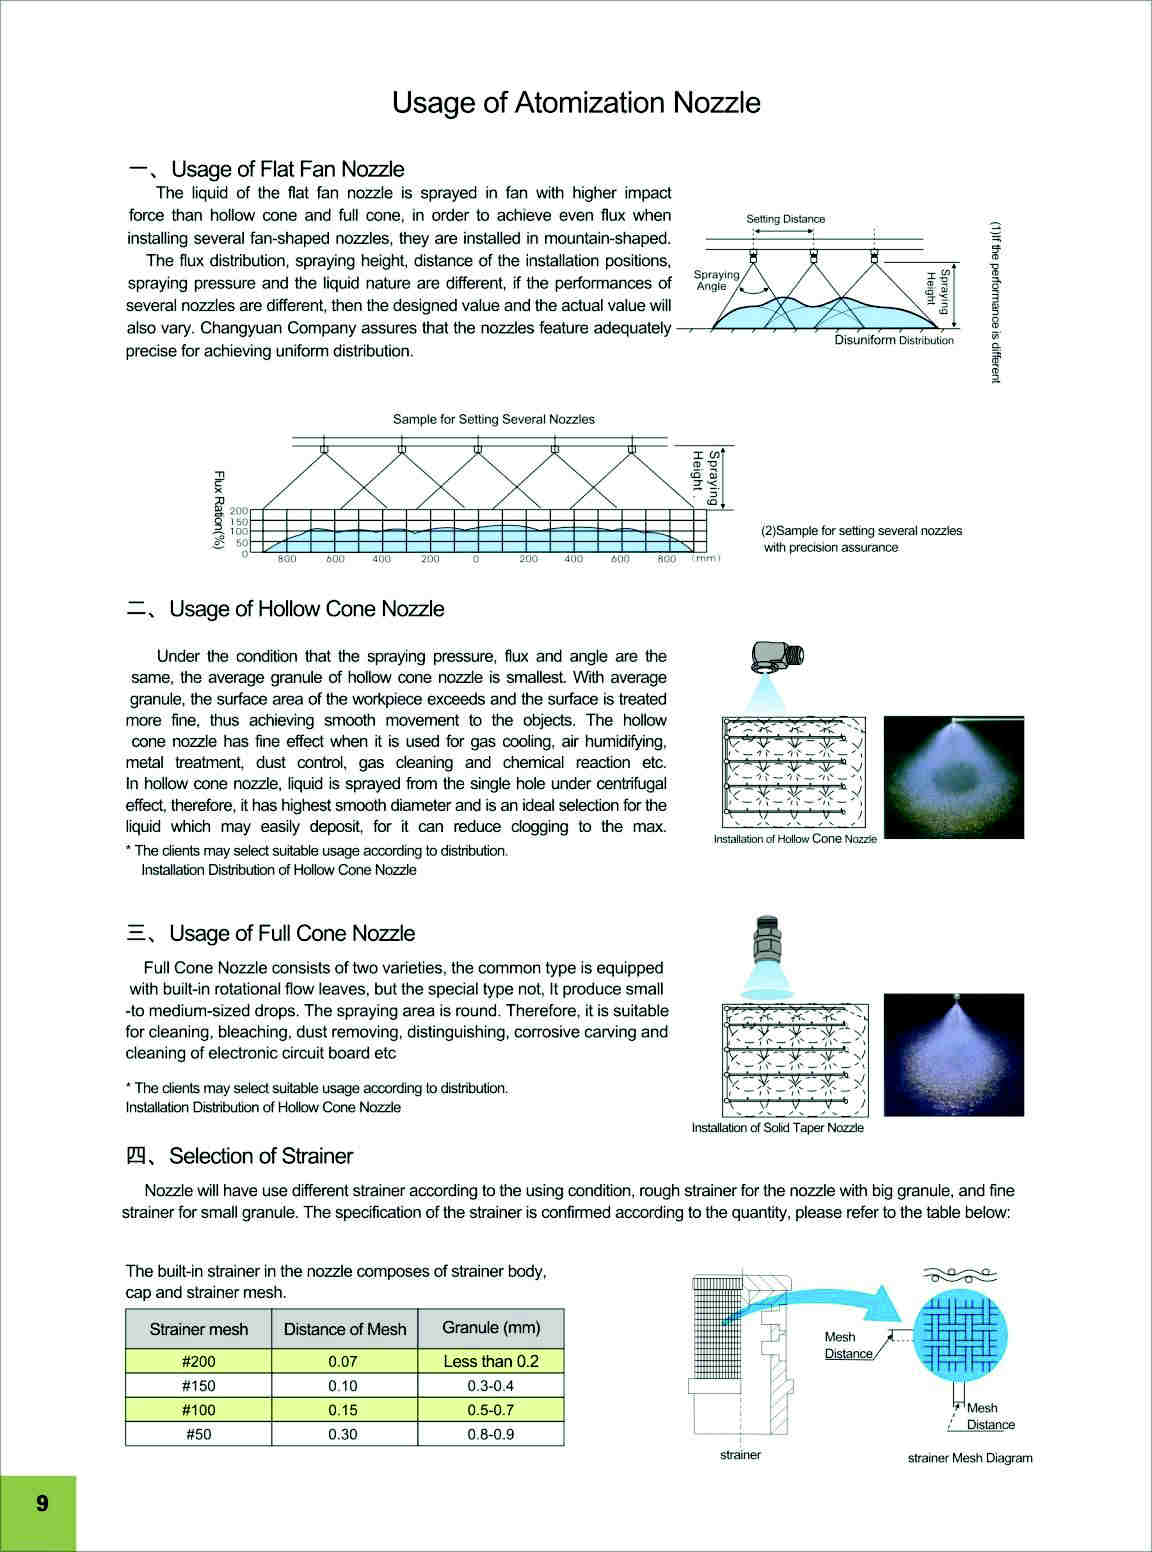 Usage of Atomization Nozzle
一、Usage of Flat Fan Nozzle
The liquid of the flat fan nozzle is sprayed in fan with higher impact
force than hollow cone and full cone, in order to achieve even flux when
installing several fan-shaped nozzles, they are installed in mountain-shaped.
The flux distribution, spraying height, distance of the installation positions,
spraying pressure and the liquid nature are different, if the performances of
several nozzles are different, then the designed value and the actual value will
also vary. Changyuan Company assures that the nozzles feature adequately
precise for achieving uniform distribution.
Setting Distance
Spraying
Angle
Spraying
Height
Disuniform Distribution
(1)If the performance is different
Sample for Setting Several Nozzles
Spraying
Height .
Flux Ration(%)
200
150
100
50
0
800 600 400 200 0 200 400 600 800 (mm)
(2)Sample for setting several nozzles
with precision assurance
二、Usage of Hollow Cone Nozzle
Under the condition that the spraying pressure, flux and angle are the
same, the average granule of hollow cone nozzle is smallest. With average
granule, the surface area of the workpiece exceeds and the surface is treated
more fine, thus achieving smooth movement to the objects. The hollow
cone nozzle has fine effect when it is used for gas cooling, air humidifying,
metal treatment, dust control, gas cleaning and chemical reaction etc.
In hollow cone nozzle, liquid is sprayed from the single hole under centrifugal
effect, therefore, it has highest smooth diameter and is an ideal selection for the
liquid which may easily deposit, for it can reduce clogging to the max.
* The clients may select suitable usage according to distribution.
Installation Distribution of Hollow Cone Nozzle
Installation of Hollow Cone Nozzle
三、Usage of Full Cone Nozzle
Full Cone Nozzle consists of two varieties, the common type is equipped
with built-in rotational flow leaves, but the special type not, It produce small
-to medium-sized drops. The spraying area is round. Therefore, it is suitable
for cleaning, bleaching, dust removing, distinguishing, corrosive carving and
cleaning of electronic circuit board etc
* The clients may select suitable usage according to distribution.
Installation Distribution of Hollow Cone Nozzle
Installation of Solid Taper Nozzle
四、Selection of Strainer
Nozzle will have use different strainer according to the using condition, rough strainer for the nozzle with big granule, and fine
strainer for small granule. The specification of the strainer is confirmed according to the quantity, please refer to the table below:
The built-in strainer in the nozzle composes of strainer body,
cap and strainer mesh.
Strainer mesh Distance of Mesh Granule (mm)
#200 0.07 Less than 0.2
#150 0.10 0.3-0.4
#100 0.15 0.5-0.7
#50 0.30 0.8-0.9
strainer
Mesh
Distance
Mesh
Distance
strainer Mesh Diagram
9